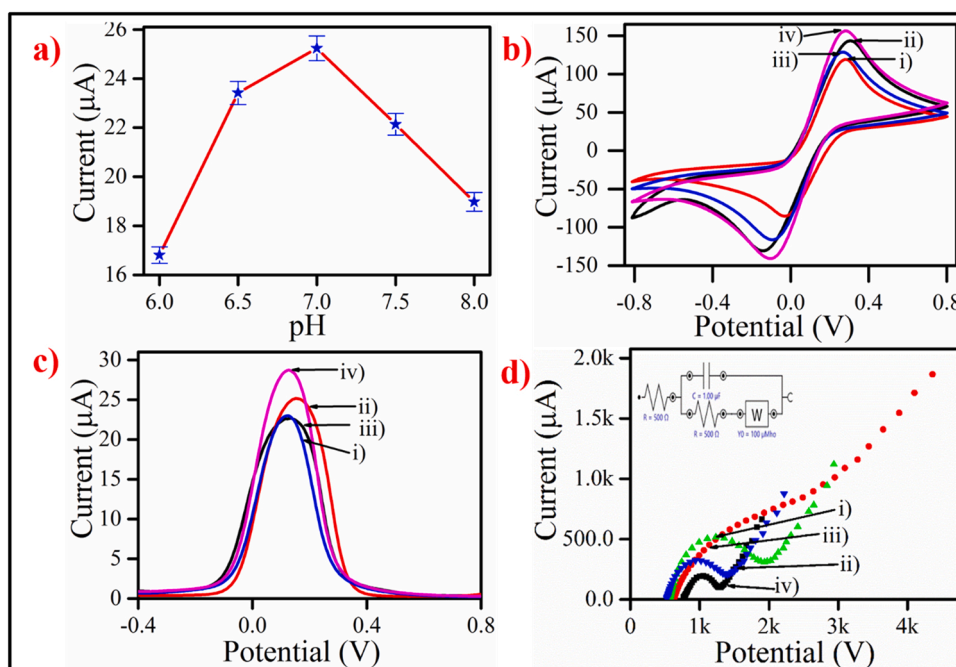 a)
Current (μA)
26
24
22
20
18
16
6.0 6.5 7.0 7.5 8.0
pH
b)
Current (μA)
150
100
50
0
-50
-100
-150
iv)
ii)
iii)
i)
-0.8 -0.4 0.0 0.4 0.8
Potential (V)
c)
Current (μA)
30
25
20
15
10
5
0
iv)
ii)
iii)
i)
-0.4 0.0 0.4 0.8
Potential (V)
d)
Current (μA)
2.0k
1.5k
1.0k
500.0
0.0
C = 1.00 μF
R = 500 Ω
R = 500 Ω
W
Y0 = 100 μMho
C
i)
iii)
ii)
iv)
0 1k 2k 3k 4k
Potential (V)